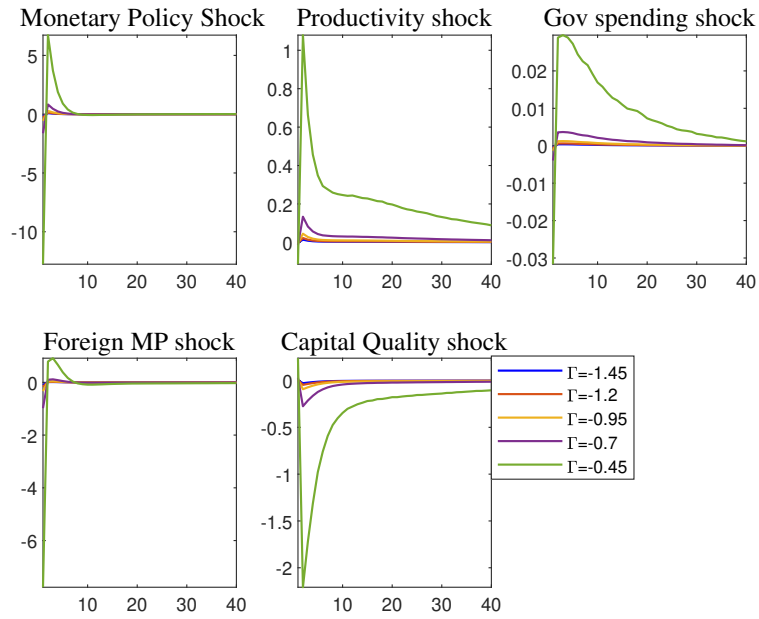 Monetary Policy Shock
5
0
-5
-10
10 20 30 40
Productivity shock
1
0.8
0.6
0.4
0.2
0
10 20 30 40
Gov spending shock
0.02
0.01
0
-0.01
-0.02
-0.03
10 20 30 40
Foreign MP shock
0
-2
-4
-6
10 20 30 40
Capital Quality shock
0
-0.5
-1
-1.5
-2
10 20 30 40
Γ=-1.45
Γ=-1.2
Γ=-0.95
Γ=-0.7
Γ=-0.45